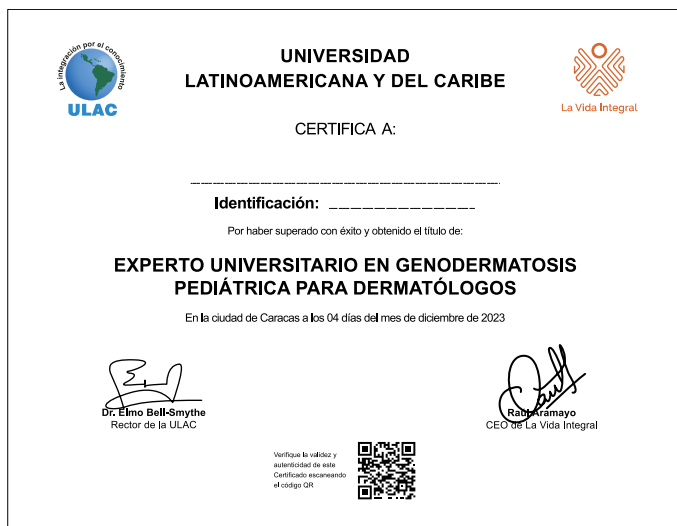 La integración por el conocimiento
ULAC
UNIVERSIDAD
LATINOAMERICANA Y DEL CARIBE
La Vida Integral
CERTIFICA A:
Identificación:
Por haber superado con éxito y obtenido el título de:
EXPERTO UNIVERSITARIO EN GENODERMATOSIS
PEDIÁTRICA PARA DERMATÓLOGOS
En la ciudad de Caracas a los 04 días del mes de diciembre de 2023
Dr. Elmo Bell-Smythe
Rector de la ULAC
Raúl Aramayo
CEO de La Vida Integral
Verifique la validez y
autenticidad de este
Certificado escaneando
el código QR